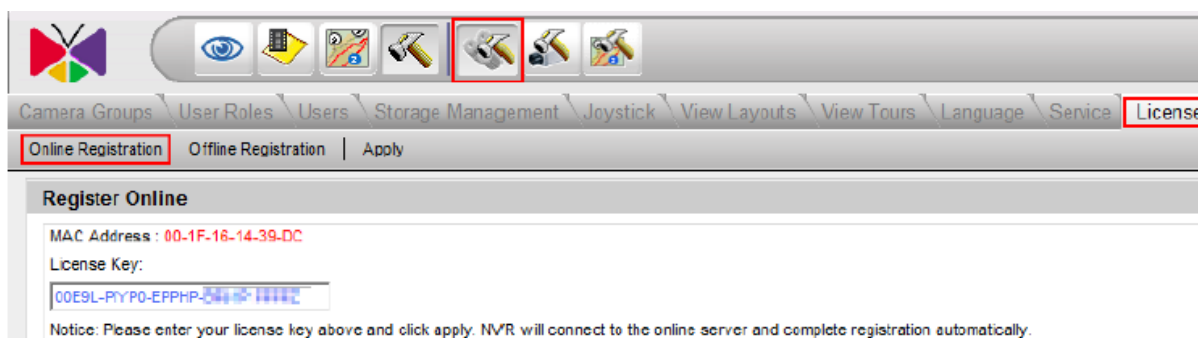 Camera Groups User Roles Users Storage Management Joystick View Layouts View Tours Language Service License
Online Registration Offline Registration | Apply
Register Online
MAC Address : 00-1F-16-14-39-DC
License Key:
00E9L-PIYP0-EPPHP-
Notice: Please enter your license key above and click apply. NVR will connect to the online server and complete registration automatically.